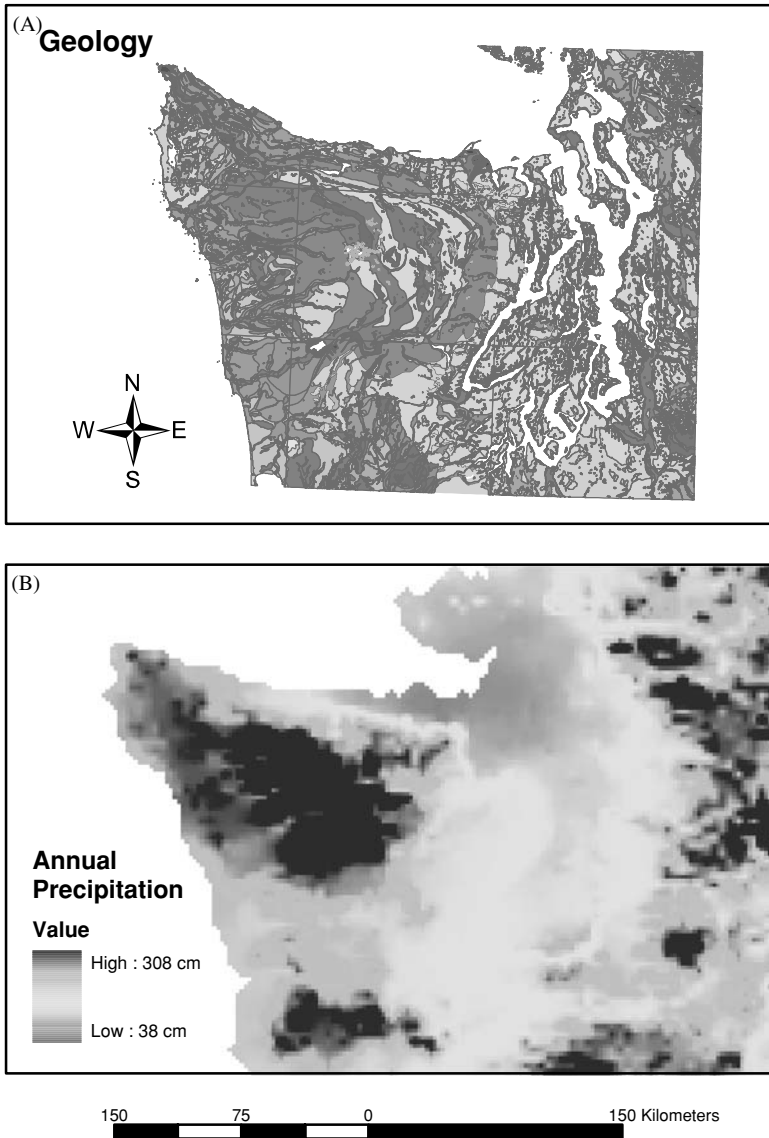 (A)
Geology
N
W E
S
(B)
Annual
Precipitation
Value
High : 308 cm
Low : 38 cm
150 75 0 150 Kilometers